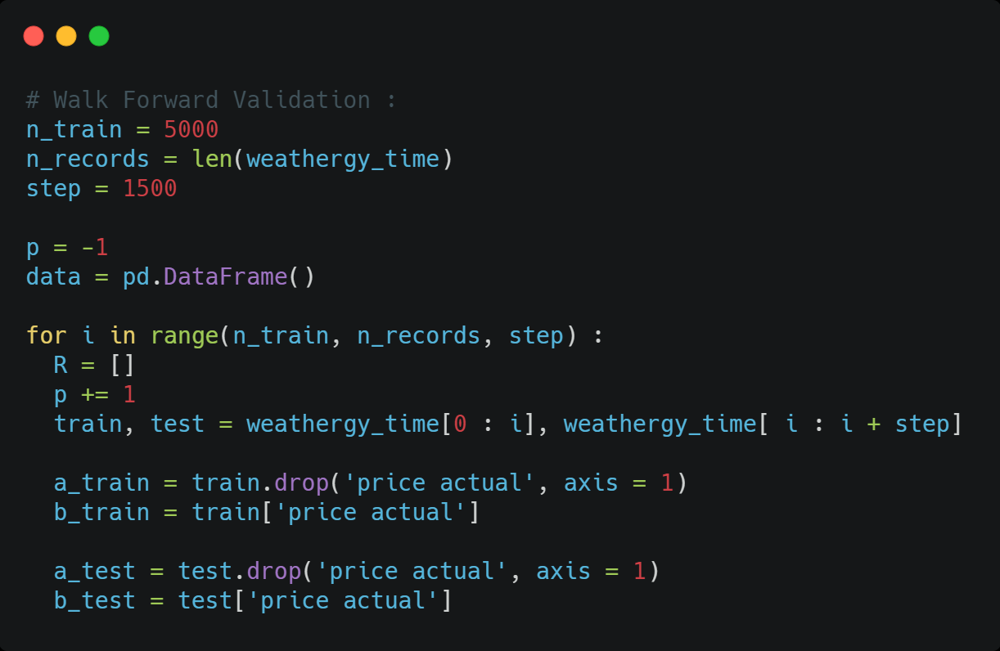 # Walk Forward Validation :
n_train = 5000
n_records = len(weathergy_time)
step = 1500

p = -1
data = pd.DataFrame()

for i in range(n_train, n_records, step) :
  R = []
  p += 1
  train, test = weathergy_time[0 : i], weathergy_time[ i : i + step]

  a_train = train.drop('price actual', axis = 1)
  b_train = train['price actual']

  a_test = test.drop('price actual', axis = 1)
  b_test = test['price actual']